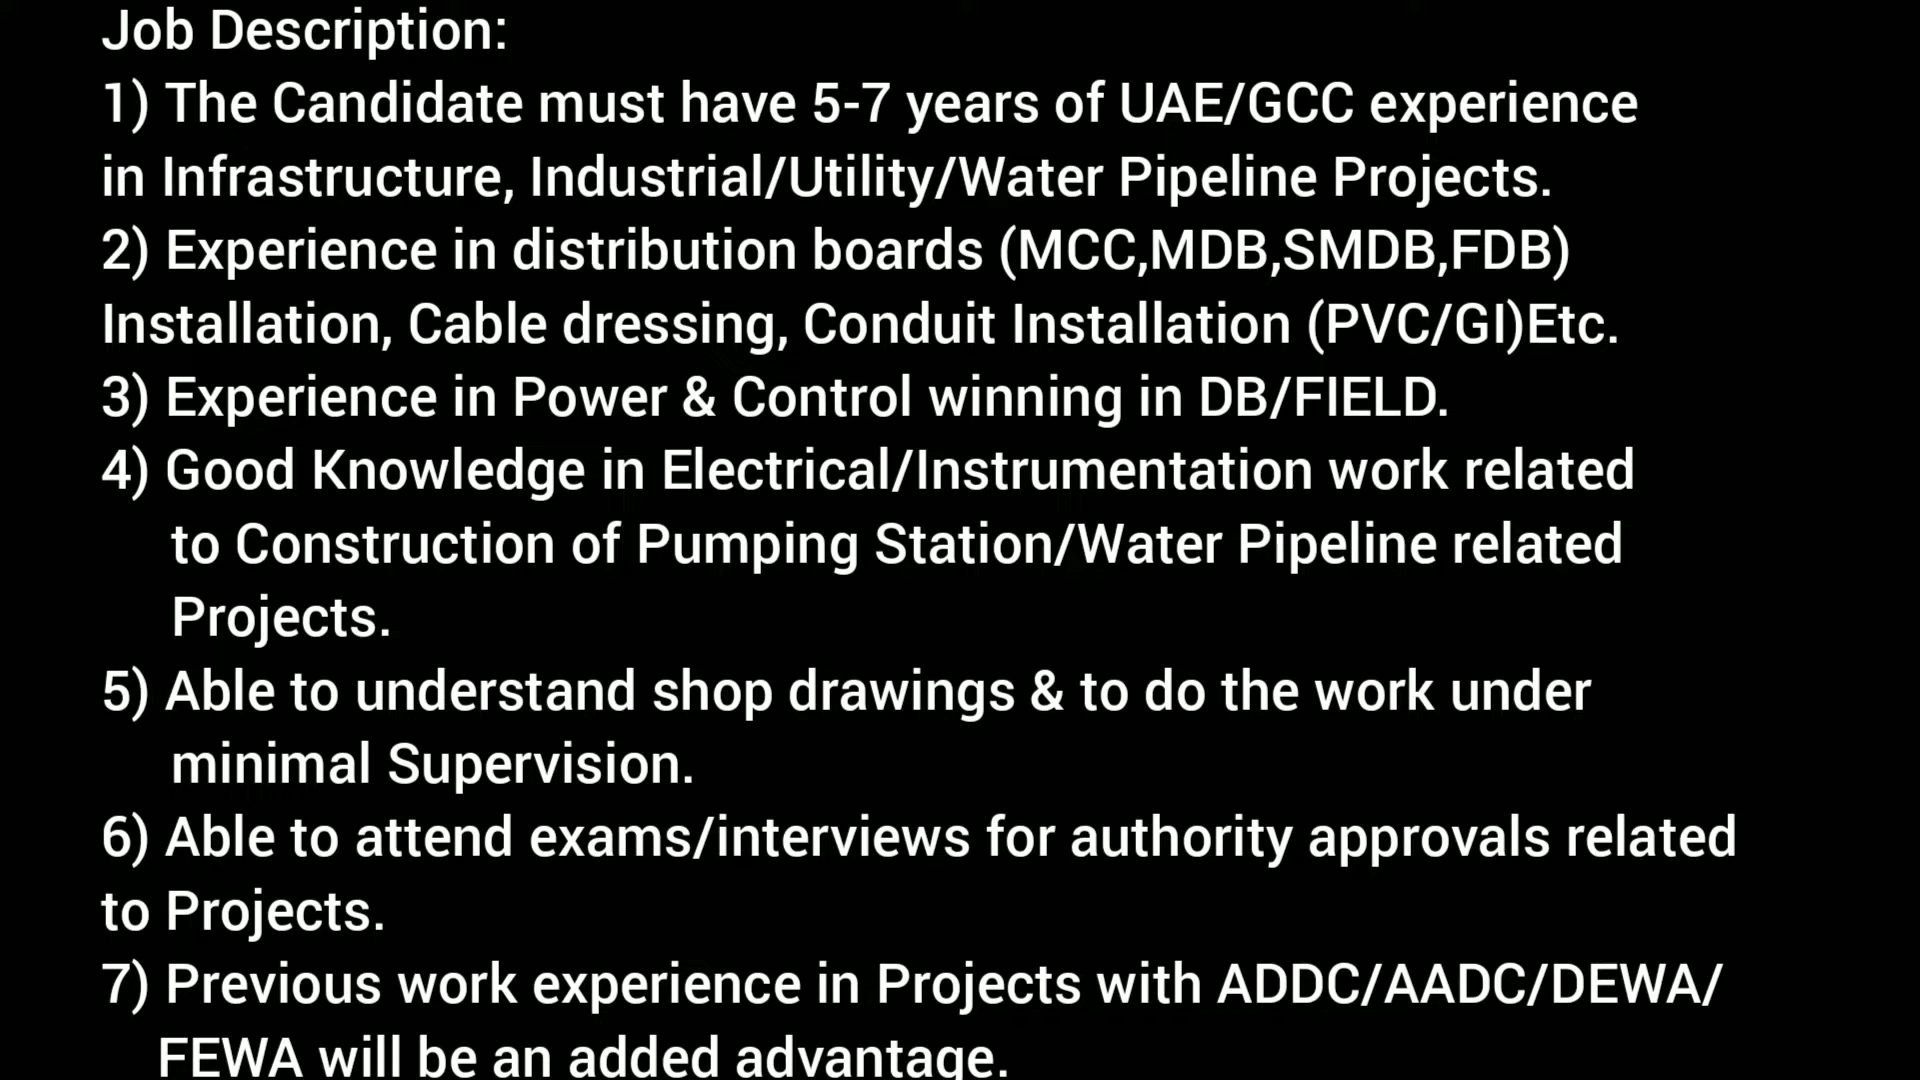 Job Description:
1) The Candidate must have 5-7 years of UAE/GCC experience
in Infrastructure, Industrial/Utility/Water Pipeline Projects.
2) Experience in distribution boards (MCC,MDB,SMDB,FDB)
Installation, Cable dressing, Conduit Installation (PVC/GI)Etc.
3) Experience in Power & Control winning in DB/FIELD.
4) Good Knowledge in Electrical/Instrumentation work related
to Construction of Pumping Station/Water Pipeline related
Projects.
5) Able to understand shop drawings & to do the work under
minimal Supervision.
6) Able to attend exams/interviews for authority approvals related
to Projects.
7) Previous work experience in Projects with ADDC/AADC/DEWA/
FEWA will be an added advantage.